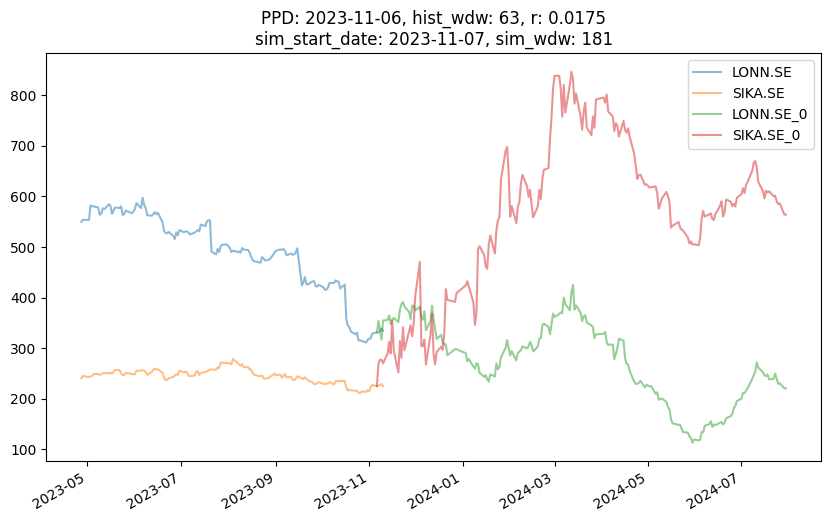 PPD: 2023-11-06, hist_wdw: 63, r: 0.0175
sim_start_date: 2023-11-07, sim_wdw: 181
LONN.SE
SIKA.SE
LONN.SE_0
SIKA.SE_0
800
700
600
500
400
300
200
100
2023-05
2023-07
2023-09
2023-11
2024-01
2024-03
2024-05
2024-07